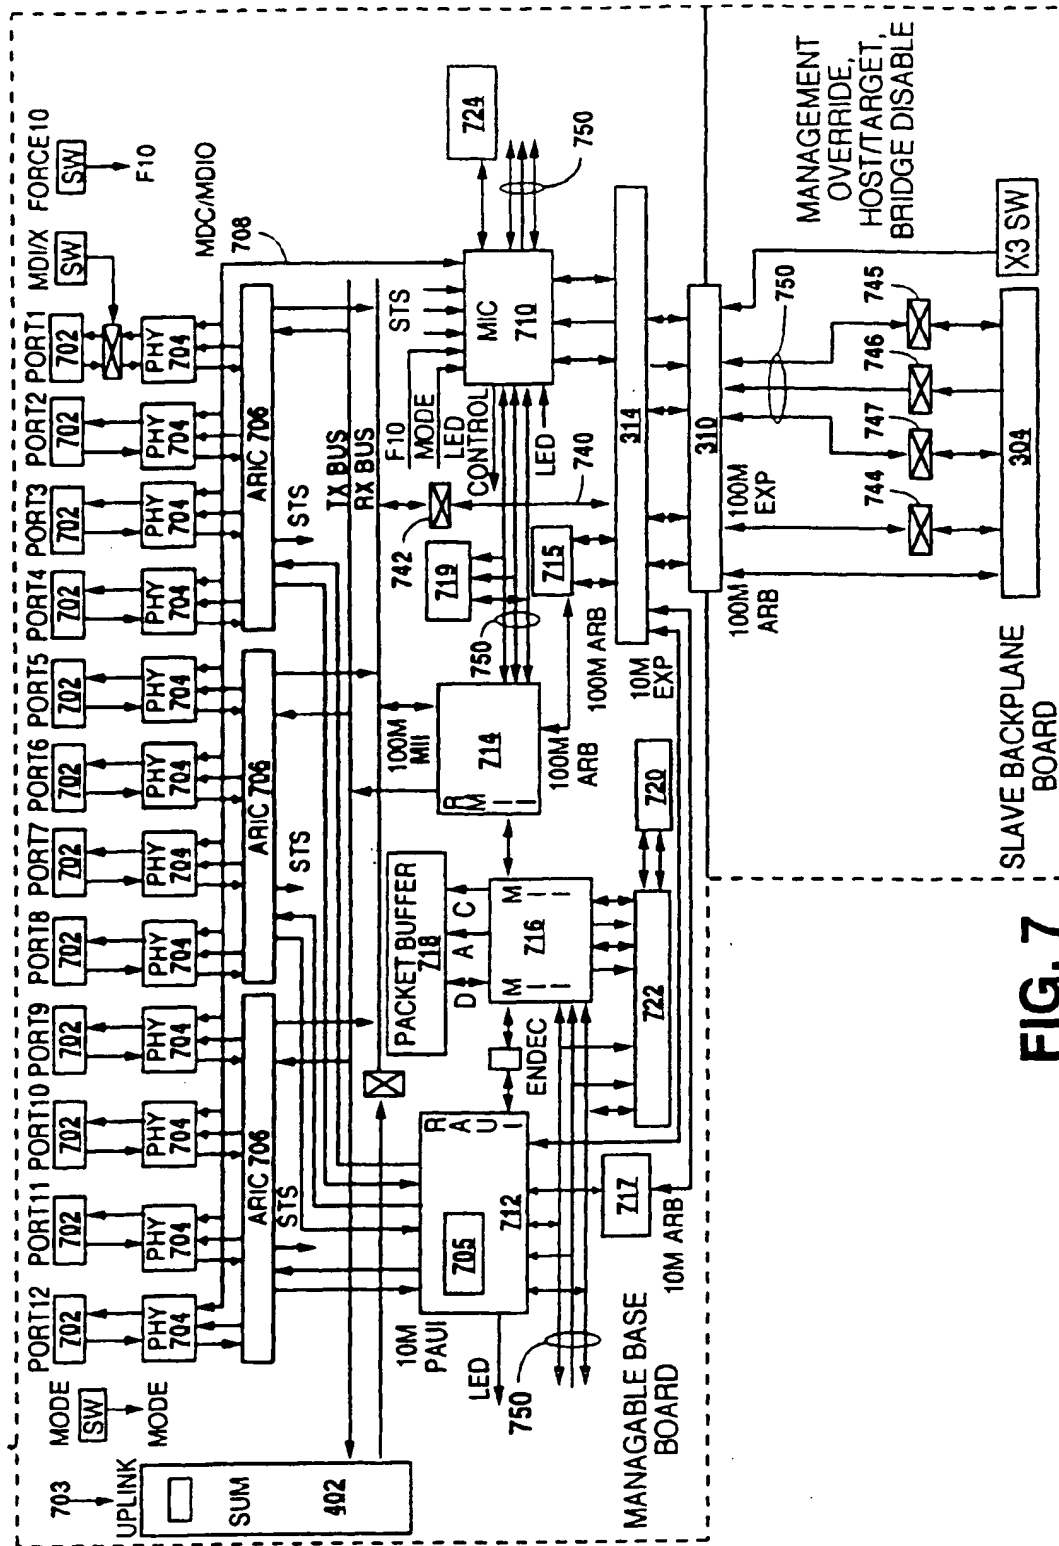 703
UPLINK
SUM
402
MODE
SW
MODE
PORT12
PORT11
PORT10
PORT9
PORT8
PORT7
PORT6
PORT5
PORT4
PORT3
PORT2
PORT1
MDI/X
FORCE10
702
702
702
702
702
702
702
702
702
702
702
702
SW
SW
F10
PHY
704
PHY
704
PHY
704
PHY
704
PHY
704
PHY
704
PHY
704
PHY
704
PHY
704
PHY
704
PHY
704
PHY
704
MDC/MDIO
708
ARIC 706
ARIC 706
ARIC 706
STS
STS
STS
TX BUS
RX BUS
STS
F10
MODE
LED
CONTROL
LED
MIC
710
724
750
10M
PAUI
LED
705
712
R
A
U
I
ENDEC
PACKET BUFFER
718
D
A
C
M
I
I
716
M
I
I
R
M
I
I
714
100M
MII
100M
ARB
750
719
742
715
740
100M ARB
314
10M
EXP
720
722
717
10M ARB
750
MANAGABLE BASE
BOARD
310
100M
ARB
100M
EXP
750
744
747
746
745
304
X3 SW
MANAGEMENT
OVERRIDE,
HOST/TARGET,
BRIDGE DISABLE
SLAVE BACKPLANE
BOARD
FIG. 7